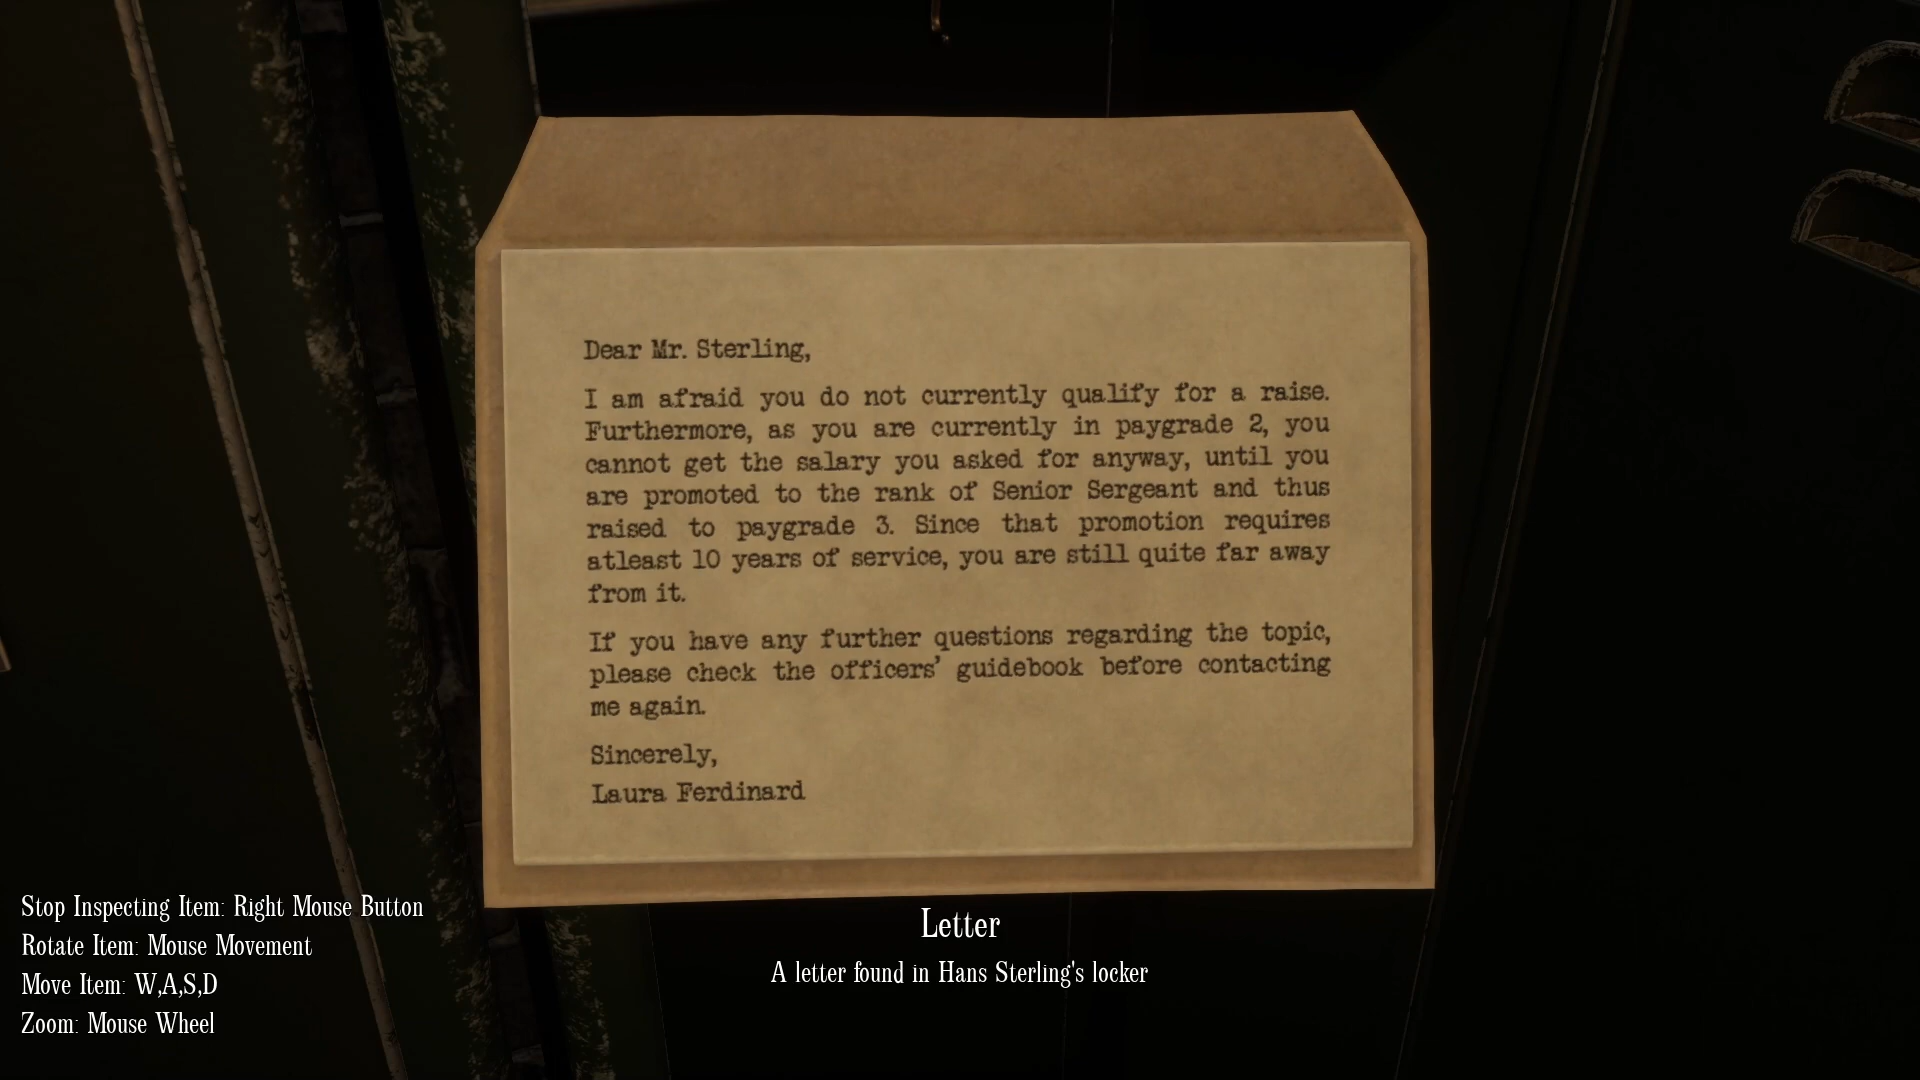 Dear Mr. Sterling,
I am afraid you do not currently qualify for a raise.
Furthermore, as you are currently in paygrade 2, you
cannot get the salary you asked for anyway, until you
are promoted to the rank of Senior Sergeant and thus
raised to paygrade 3. Since that promotion requires
atleast 10 years of service, you are still quite far away
from it.
If you have any further questions regarding the topic,
please check the officers' guidebook before contacting
me again.
Sincerely,
Laura Ferdinard
Stop Inspecting Item: Right Mouse Button
Rotate Item: Mouse Movement
Move Item: W,A,S,D
Zoom: Mouse Wheel
Letter
A letter found in Hans Sterling's locker